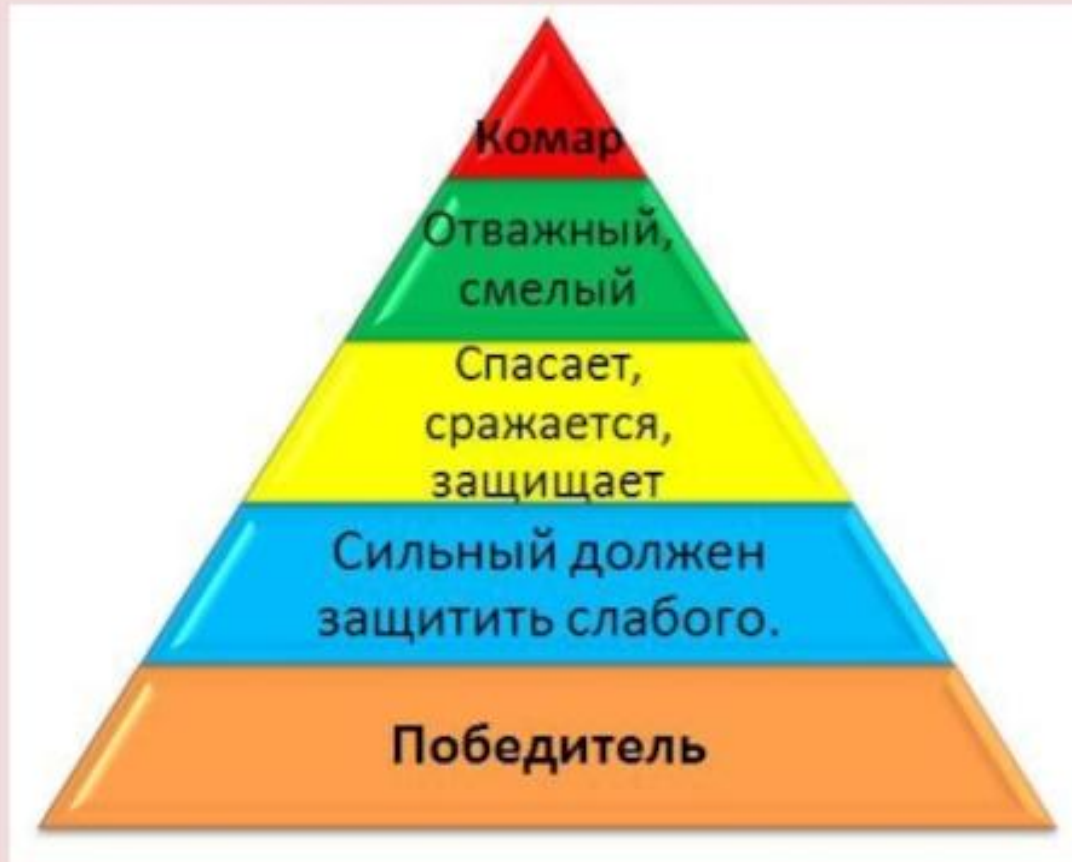 Комар
Отважный,
смелый
Спасает,
сражается,
защищает
Сильный должен
защитить слабого.
Победитель